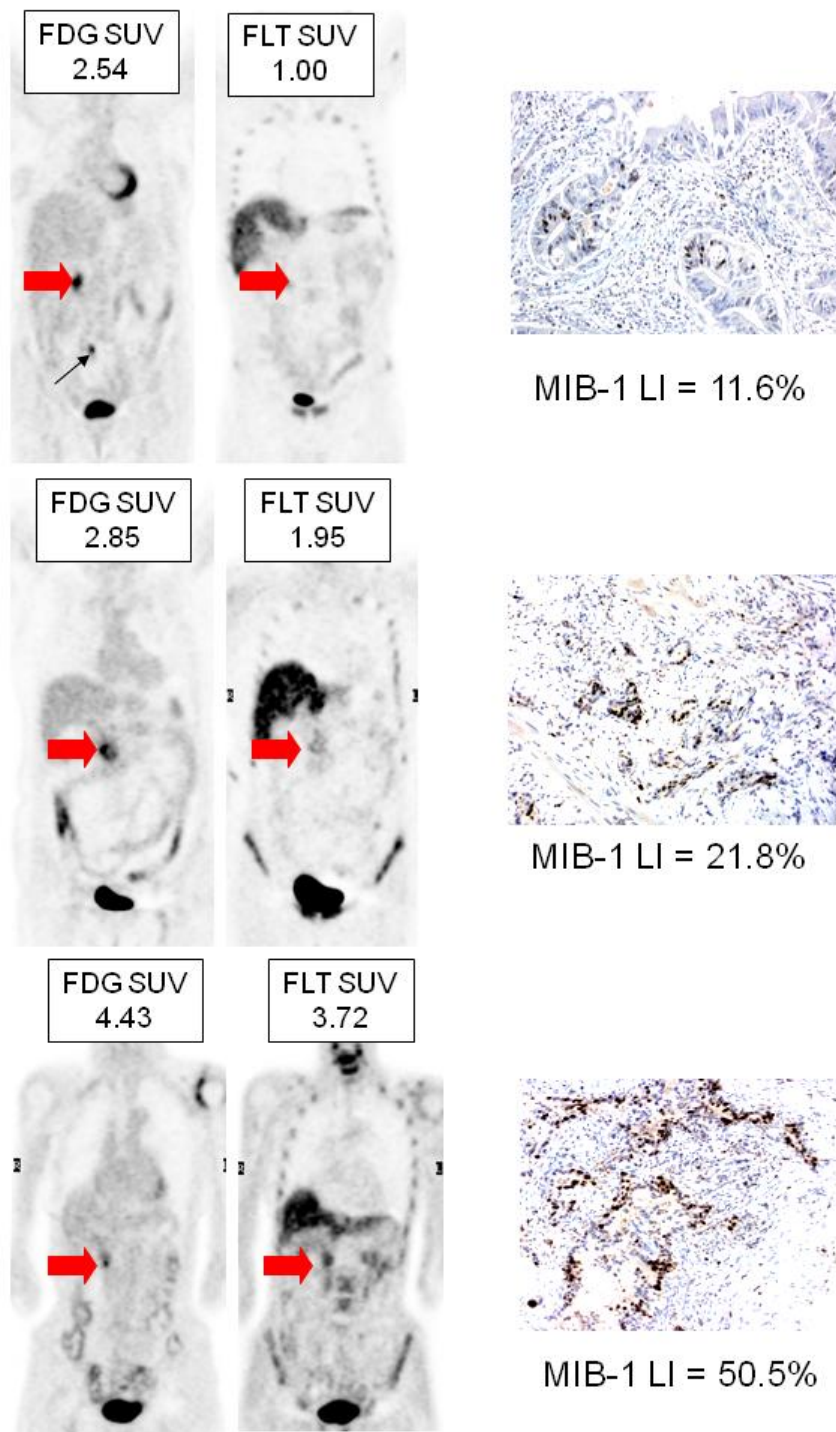 FDG SUV
2.54
FLT SUV
1.00
MIB-1 LI = 11.6%
FDG SUV
2.85
FLT SUV
1.95
MIB-1 LI = 21.8%
FDG SUV
4.43
FLT SUV
3.72
MIB-1 LI = 50.5%